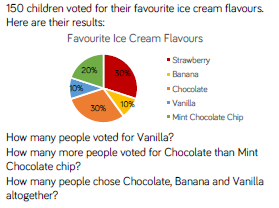 150 children voted for their favourite ice cream flavours.
Here are their results:
Favourite Ice Cream Flavours
20%
30%
10%
10%
30%
Strawberry
Banana
Chocolate
Vanilla
Mint Chocolate Chip
How many people voted for Vanilla?
How many more people voted for Chocolate than Mint
Chocolate chip?
How many people chose Chocolate, Banana and Vanilla
altogether?